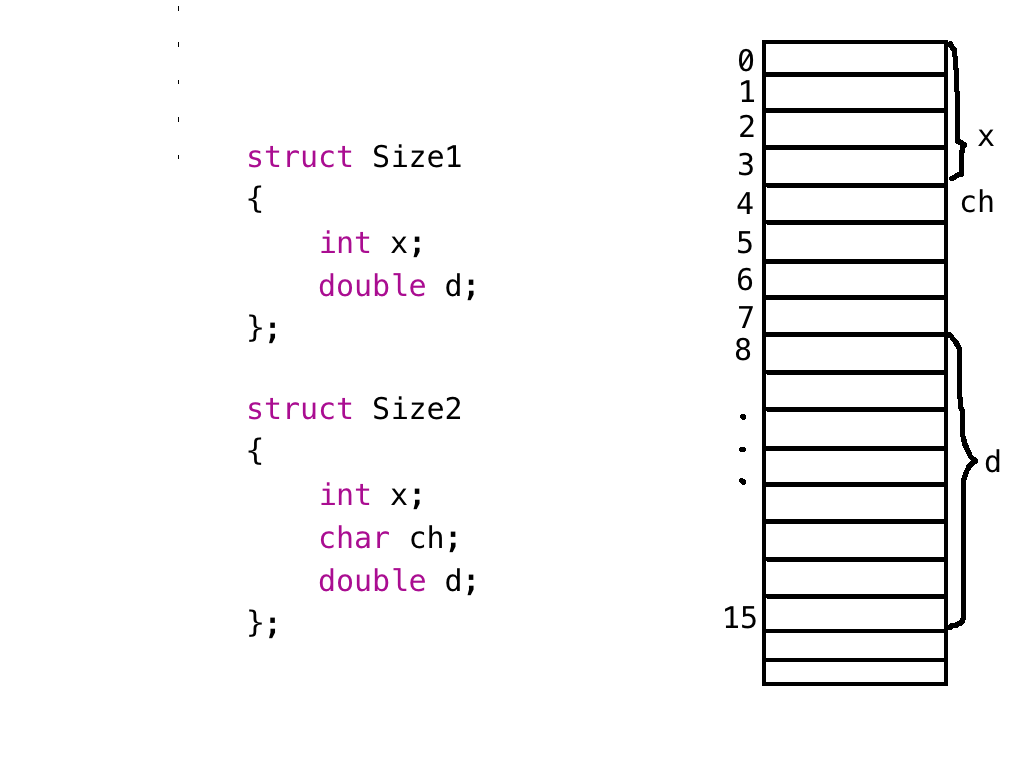 struct Size1
{
int x;
double d;
};
struct Size2
{
int x;
char ch;
double d;
};
0
1
2
3
4
5
6
7
8
.
.
.
15
x
ch
d